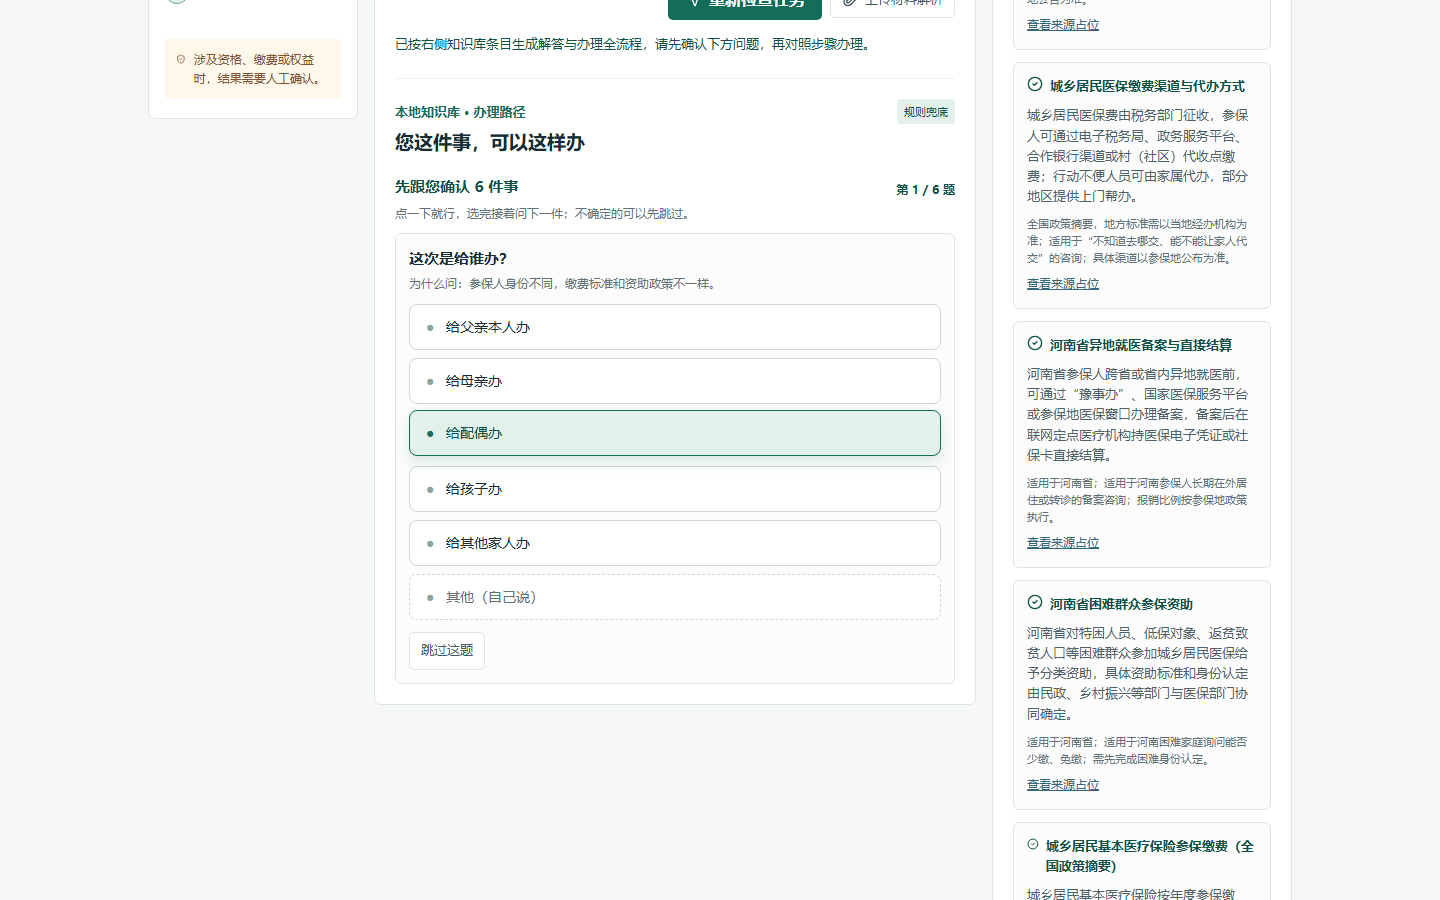 涉及资格、缴费或权益
时，结果需要人工确认。
重新检查任务
上传材料解析
已按右侧知识库条目生成解答与办理全流程，请先确认下方问题，再对照步骤办理。
本地知识库 • 办理路径
规则兜底
您这件事，可以这样办
先跟您确认 6 件事
第 1 / 6 题
点一下就行，选完接着问下一件；不确定的可以先跳过。
这次是给谁办？
为什么问：参保人身份不同，缴费标准和资助政策不一样。
给父亲本人办
给母亲办
给配偶办
给孩子办
给其他家人办
其他（自己说）
跳过这题
查看来源占位
城乡居民医保缴费渠道与代办方式
城乡居民医保费由税务部门征收，参保
人可通过电子税务局、政务服务平台、
合作银行渠道或村（社区）代收点缴
费；行动不便人员可由家属代办，部分
地区提供上门帮办。
全国政策摘要，地方标准需以当地经办机构为
准；适用于“不知道去哪交、能不能让家人代
交”的咨询；具体渠道以参保地公布为准。
查看来源占位
河南省异地就医备案与直接结算
河南省参保人跨省或省内异地就医前，
可通过“豫事办”、国家医保服务平台
或参保地医保窗口办理备案，备案后在
联网定点医疗机构持医保电子凭证或社
保卡直接结算。
适用于河南省；适用于河南参保人长期在外居
住或转诊的备案咨询；报销比例按参保地政策
执行。
查看来源占位
河南省困难群众参保资助
河南省对特困人员、低保对象、返贫致
贫人口等困难群众参加城乡居民医保给
予分类资助，具体资助标准和身份认定
由民政、乡村振兴等部门与医保部门协
同确定。
适用于河南省；适用于河南困难家庭询问能否
少缴、免缴；需先完成困难身份认定。
查看来源占位
城乡居民基本医疗保险参保缴费（全
国政策摘要）
城乡居民基本医疗保险按年度参保缴